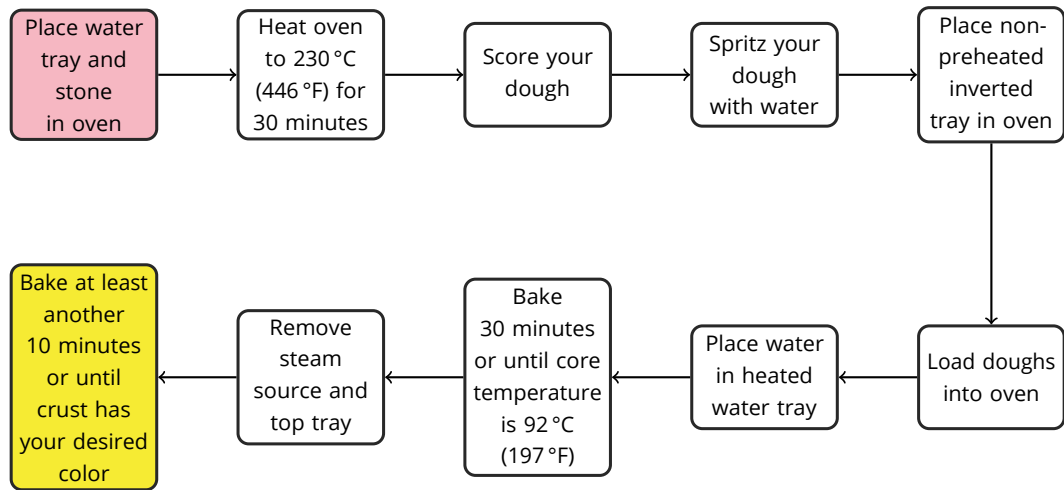 Place water
tray and
stone
in oven
Heat oven
to 230 °C
(446 °F) for
30 minutes
Score your
dough
Spritz your
dough
with water
Place non-
preheated
inverted
tray in oven
Load doughs
into oven
Place water
in heated
water tray
Bake
30 minutes
or until core
temperature
is 92 °C
(197 °F)
Remove
steam
source and
top tray
Bake at least
another
10 minutes
or until
crust has
your desired
color